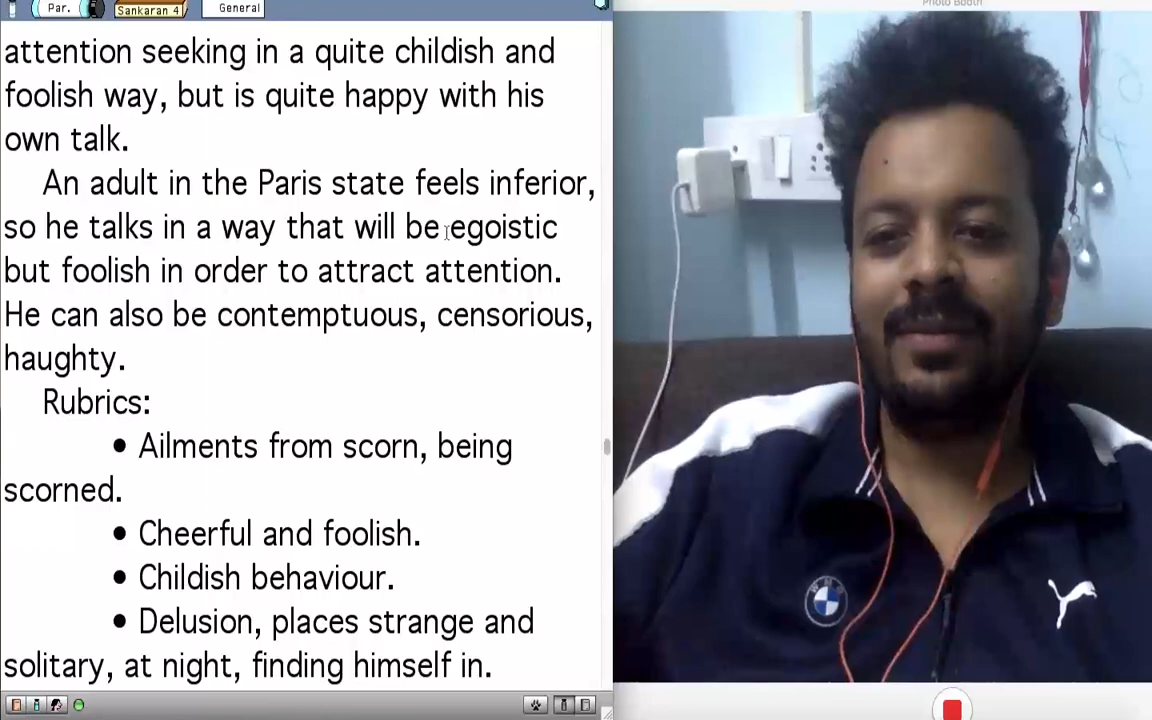 Par.
Sankaran 4
General
Photo Booth
attention seeking in a quite childish and
foolish way, but is quite happy with his
own talk.
An adult in the Paris state feels inferior,
so he talks in a way that will be egoistic
but foolish in order to attract attention.
He can also be contemptuous, censorious,
haughty.
Rubrics:
• Ailments from scorn, being
scorned.
• Cheerful and foolish.
• Childish behaviour.
• Delusion, places strange and
solitary, at night, finding himself in.
BMW